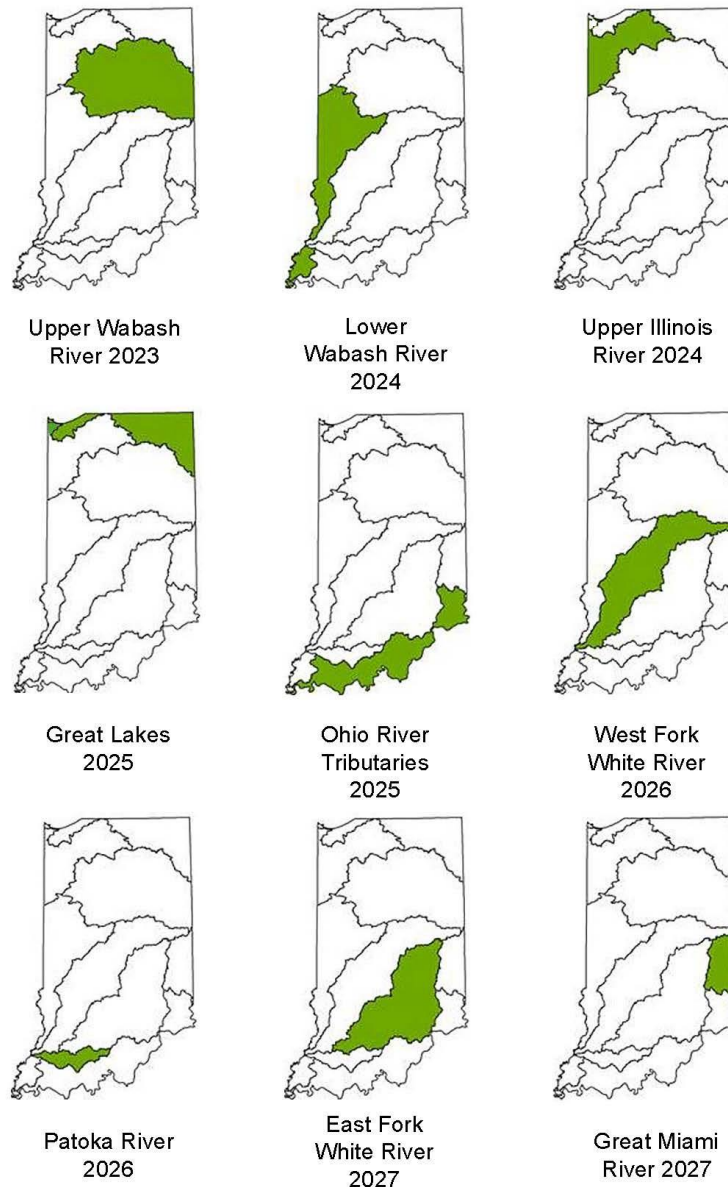 Upper Wabash
River 2023
Lower
Wabash River
2024
Upper Illinois
River 2024
Great Lakes
2025
Ohio River
Tributaries
2025
West Fork
White River
2026
Patoka River
2026
East Fork
White River
2027
Great Miami
River 2027